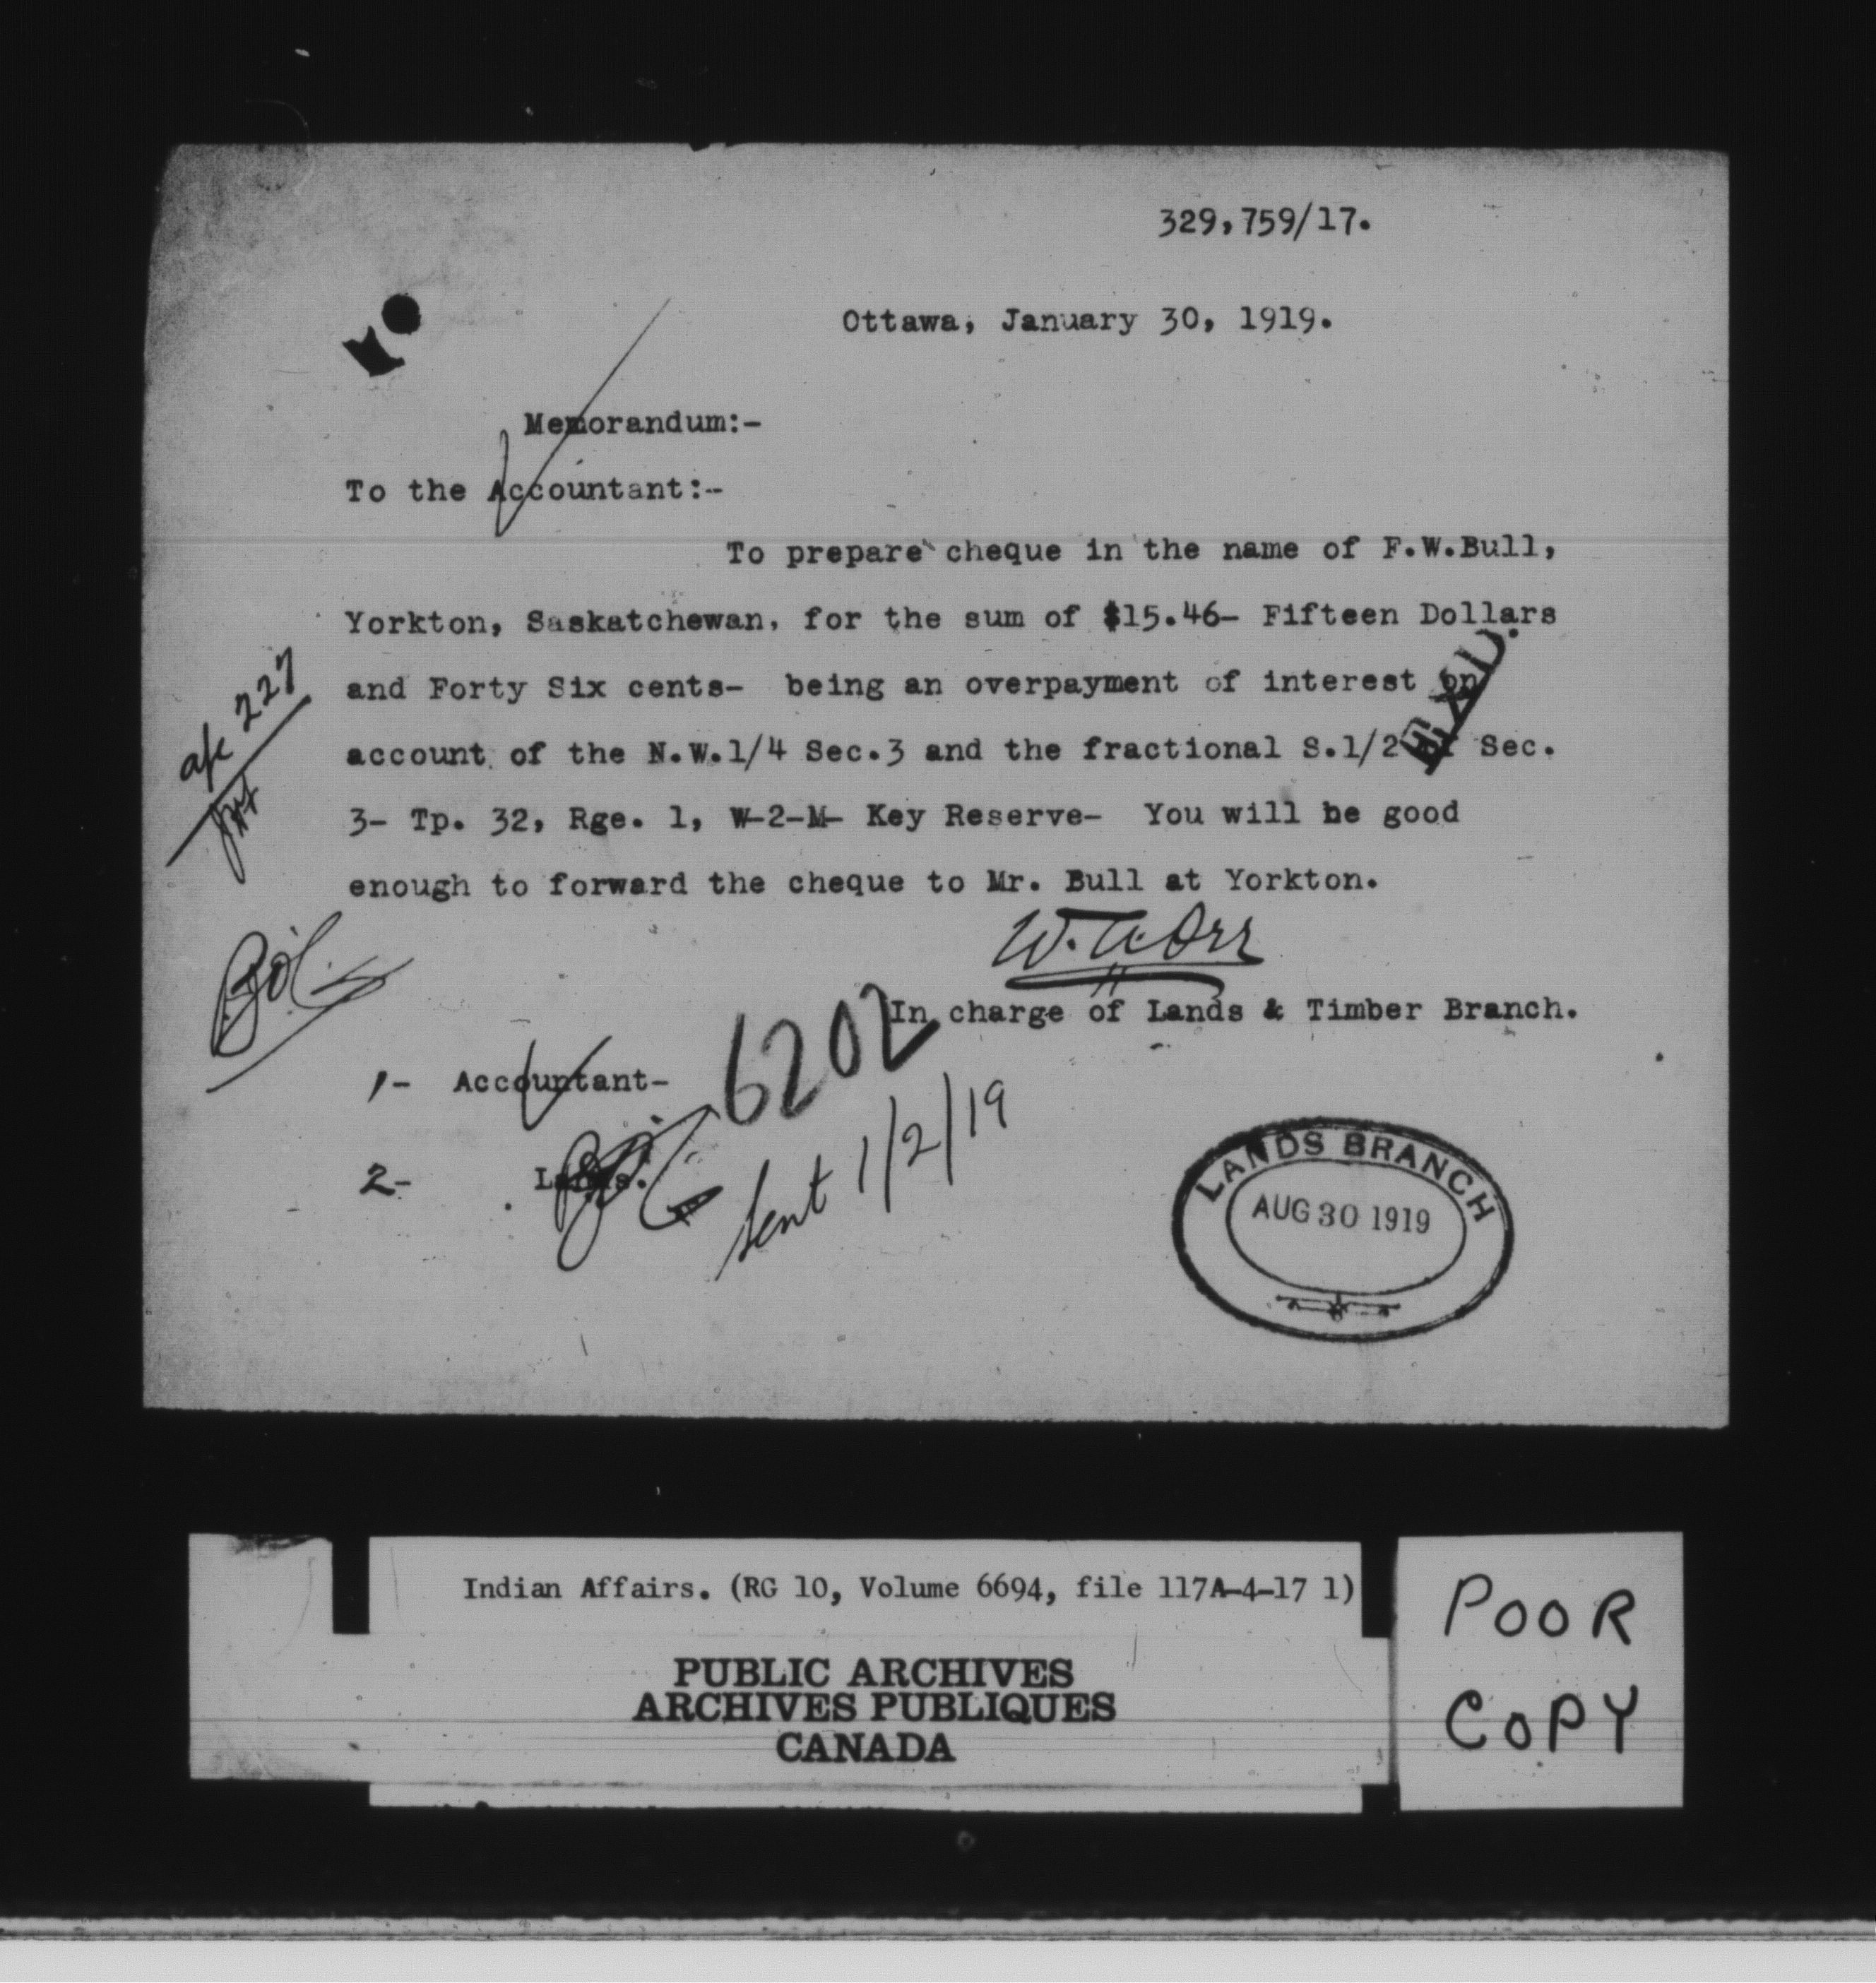 329,759/17.
Ottawa, January 30, 1919.
Memorandum:-
To the Accountant:-
To prepare cheque in the name of F.W.Bull,
Yorkton, Saskatchewan, for the sum of $15.46- Fifteen Dollars
and Forty Six cents- being an overpayment of interest on
account of the N.W.1/4 Sec.3 and the fractional S.1/2 of Sec.
3- Tp. 32, Rge. 1, W-2-M- Key Reserve- You will be good
enough to forward the cheque to Mr. Bull at Yorkton.
a/c 227
W.A.Orr
In charge of Lands & Timber Branch.
6202
1- Accountant-
2- Lands.
Sent 1/2/19
LANDS BRANCH
AUG 30 1919
Indian Affairs. (RG 10, Volume 6694, file 117A-4-17 1)
PUBLIC ARCHIVES
ARCHIVES PUBLIQUES
CANADA
POOR
COPY